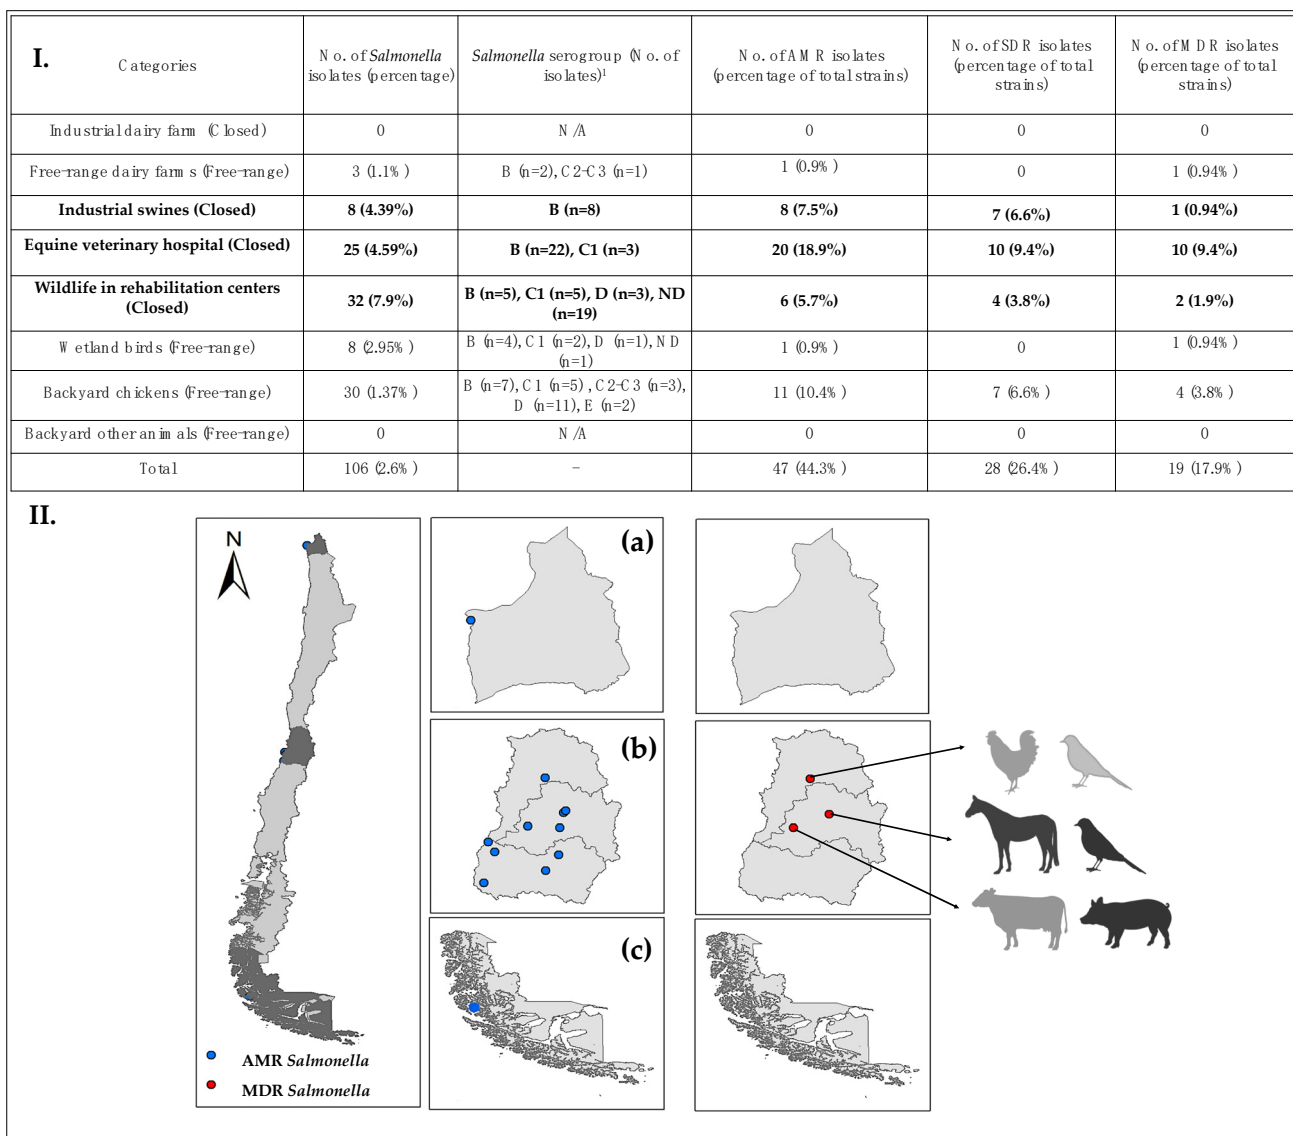 I.
Categories
No. of Salmonella isolates (percentage)
Salmonella serogroup (No. of isolates)1
No. of AMR isolates (percentage of total strains)
No. of SDR isolates (percentage of total strains)
No. of MDR isolates (percentage of total strains)
Industrial dairy farm (Closed) 0 N/A 0 0 0
Free-range dairy farms (Free-range) 3 (1.1%) B (n=2), C2-C3 (n=1) 1 (0.9%) 0 1 (0.94%)
Industrial swines (Closed) 8 (4.39%) B (n=8) 8 (7.5%) 7 (6.6%) 1 (0.94%)
Equine veterinary hospital (Closed) 25 (4.59%) B (n=22), C1 (n=3) 20 (18.9%) 10 (9.4%) 10 (9.4%)
Wildlife in rehabilitation centers (Closed) 32 (7.9%) B (n=5), C1 (n=5), D (n=3), ND (n=19) 6 (5.7%) 4 (3.8%) 2 (1.9%)
Wetland birds (Free-range) 8 (2.95%) B (n=4), C1 (n=2), D (n=1), ND (n=1) 1 (0.9%) 0 1 (0.94%)
Backyard chickens (Free-range) 30 (1.37%) B (n=7), C1 (n=5) , C2-C3 (n=3), D (n=11), E (n=2) 11 (10.4%) 7 (6.6%) 4 (3.8%)
Backyard other animals (Free-range) 0 N/A 0 0 0
Total 106 (2.6%) – 47 (44.3%) 28 (26.4%) 19 (17.9%)
II.
N
(a)
(b)
(c)
AMR Salmonella
MDR Salmonella